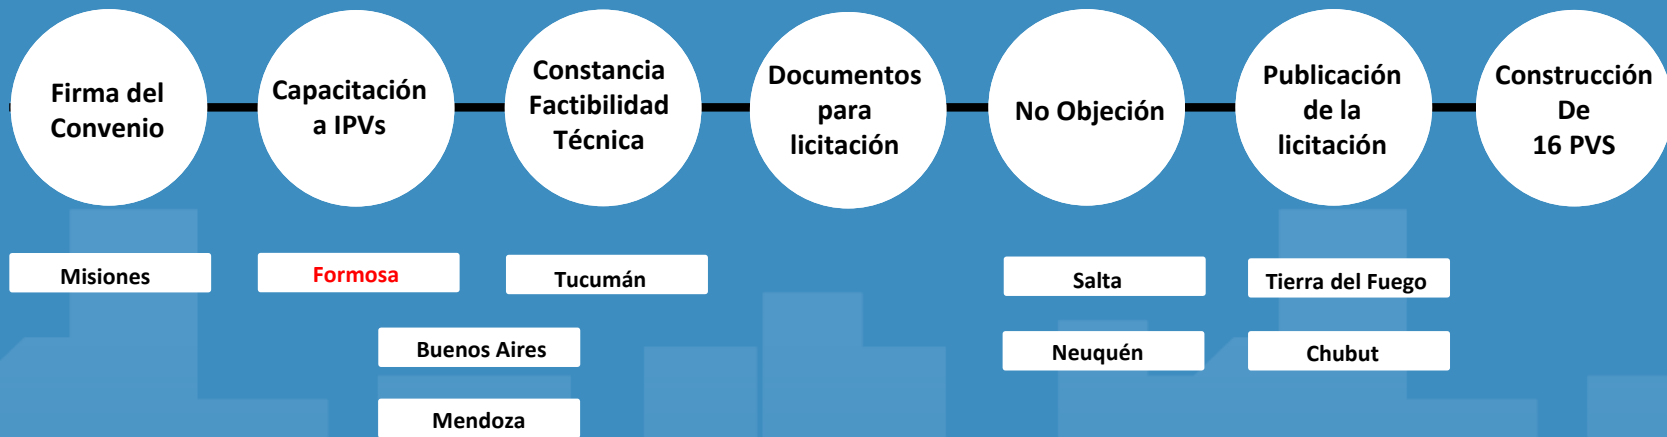 Firma del
Convenio
Capacitación
a IPVs
Constancia
Factibilidad
Técnica
Documentos
para
licitación
No Objeción
Publicación
de la
licitación
Construcción
De
16 PVS
Misiones
Formosa
Tucumán
Salta
Tierra del Fuego
Buenos Aires
Neuquén
Chubut
Mendoza